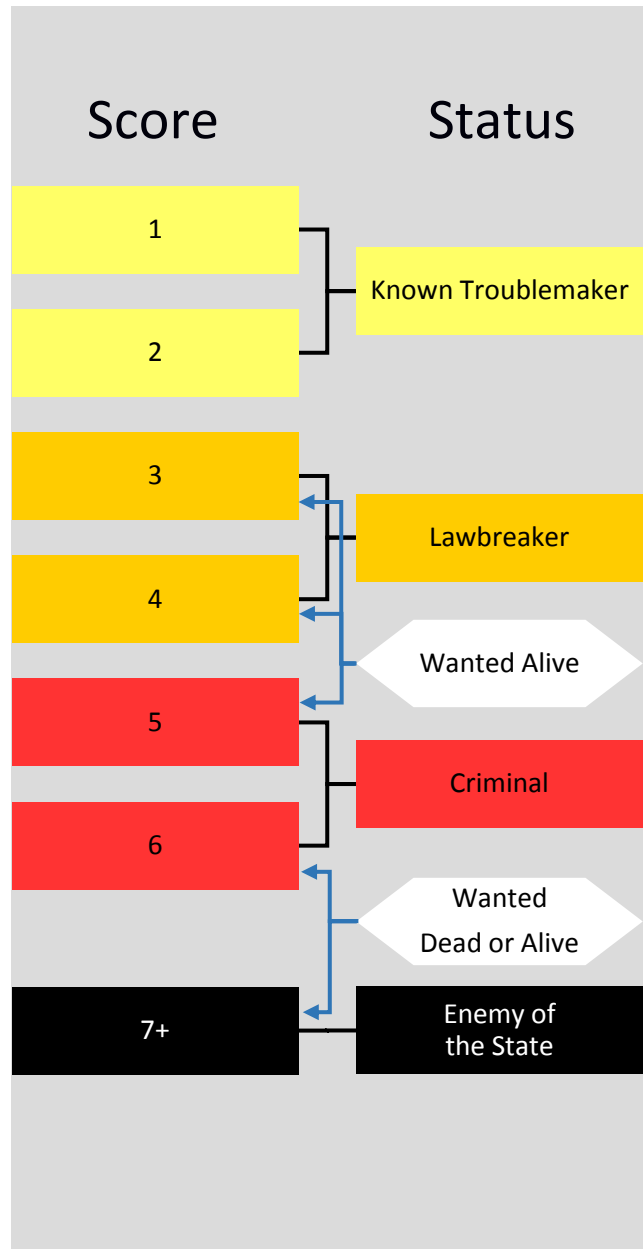 Score
Status
1
Known Troublemaker
2
3
Lawbreaker
4
Wanted Alive
5
Criminal
6
Wanted
Dead or Alive
7+
Enemy of
the State